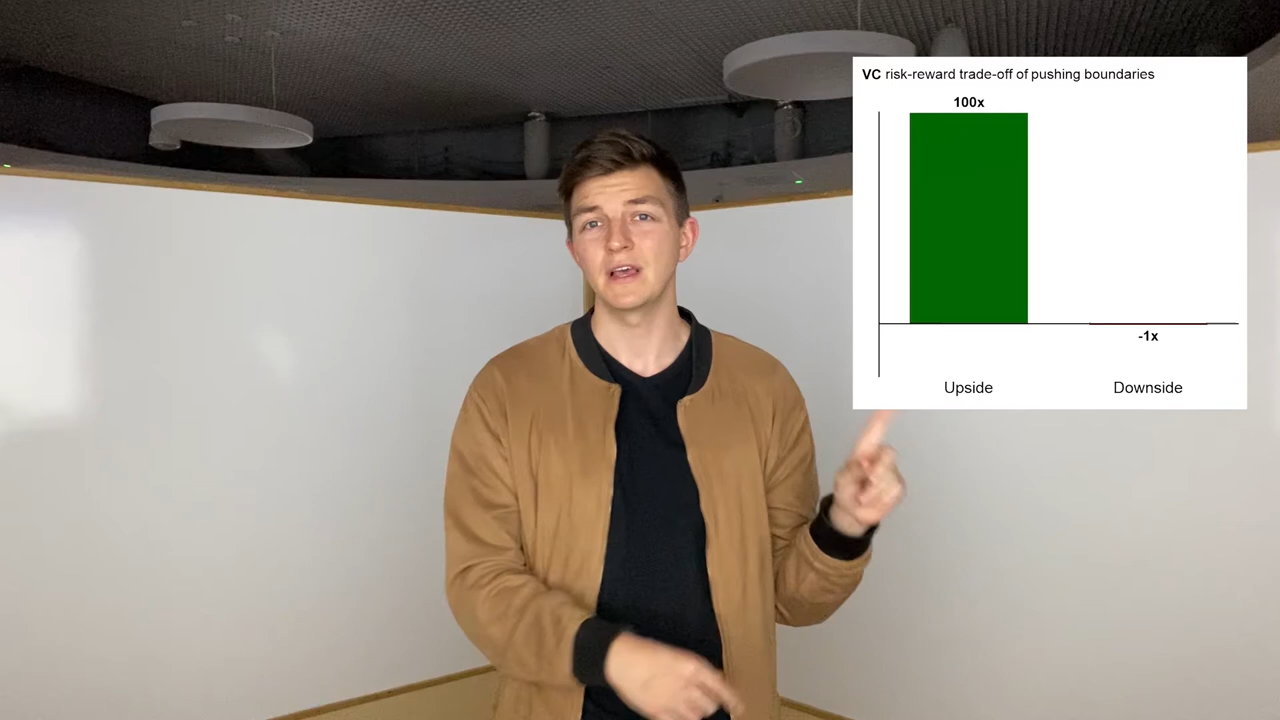 VC risk-reward trade-off of pushing boundaries
100x
-1x
Upside Downside